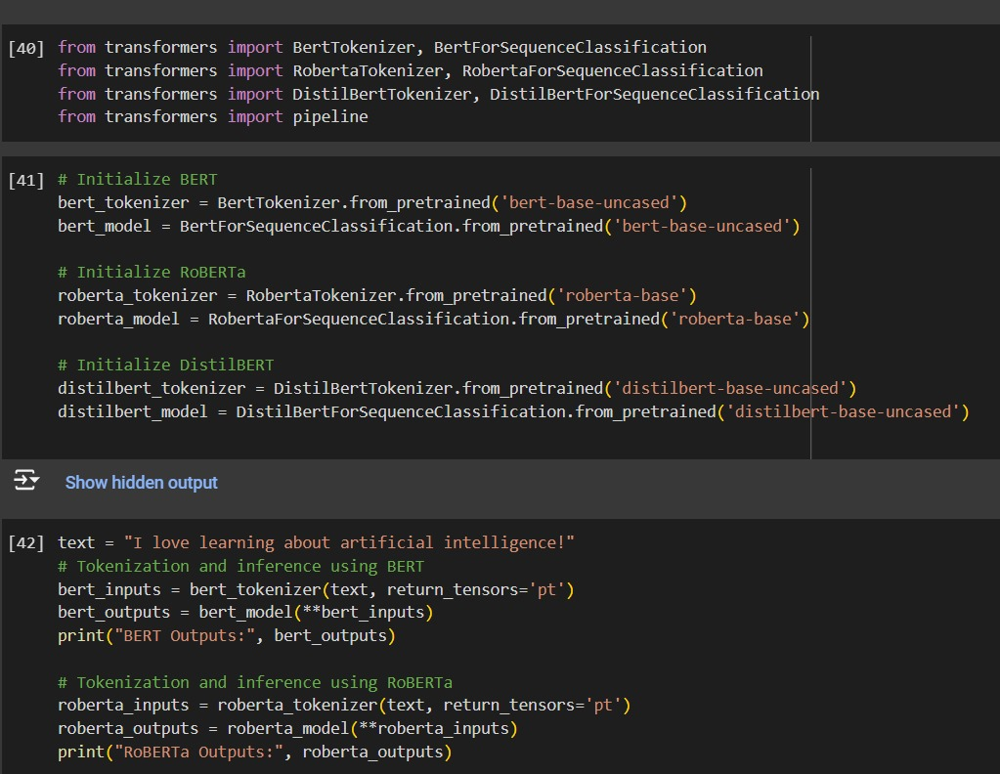 [40] from transformers import BertTokenizer, BertForSequenceClassification
from transformers import RobertaTokenizer, RobertaForSequenceClassification
from transformers import DistilBertTokenizer, DistilBertForSequenceClassification
from transformers import pipeline
[41] # Initialize BERT
bert_tokenizer = BertTokenizer.from_pretrained('bert-base-uncased')
bert_model = BertForSequenceClassification.from_pretrained('bert-base-uncased')
# Initialize RoBERTa
roberta_tokenizer = RobertaTokenizer.from_pretrained('roberta-base')
roberta_model = RobertaForSequenceClassification.from_pretrained('roberta-base')
# Initialize DistilBERT
distilbert_tokenizer = DistilBertTokenizer.from_pretrained('distilbert-base-uncased')
distilbert_model = DistilBertForSequenceClassification.from_pretrained('distilbert-base-uncased')
Show hidden output
[42] text = "I love learning about artificial intelligence!"
# Tokenization and inference using BERT
bert_inputs = bert_tokenizer(text, return_tensors='pt')
bert_outputs = bert_model(**bert_inputs)
print("BERT Outputs:", bert_outputs)
# Tokenization and inference using RoBERTa
roberta_inputs = roberta_tokenizer(text, return_tensors='pt')
roberta_outputs = roberta_model(**roberta_inputs)
print("RoBERTa Outputs:", roberta_outputs)